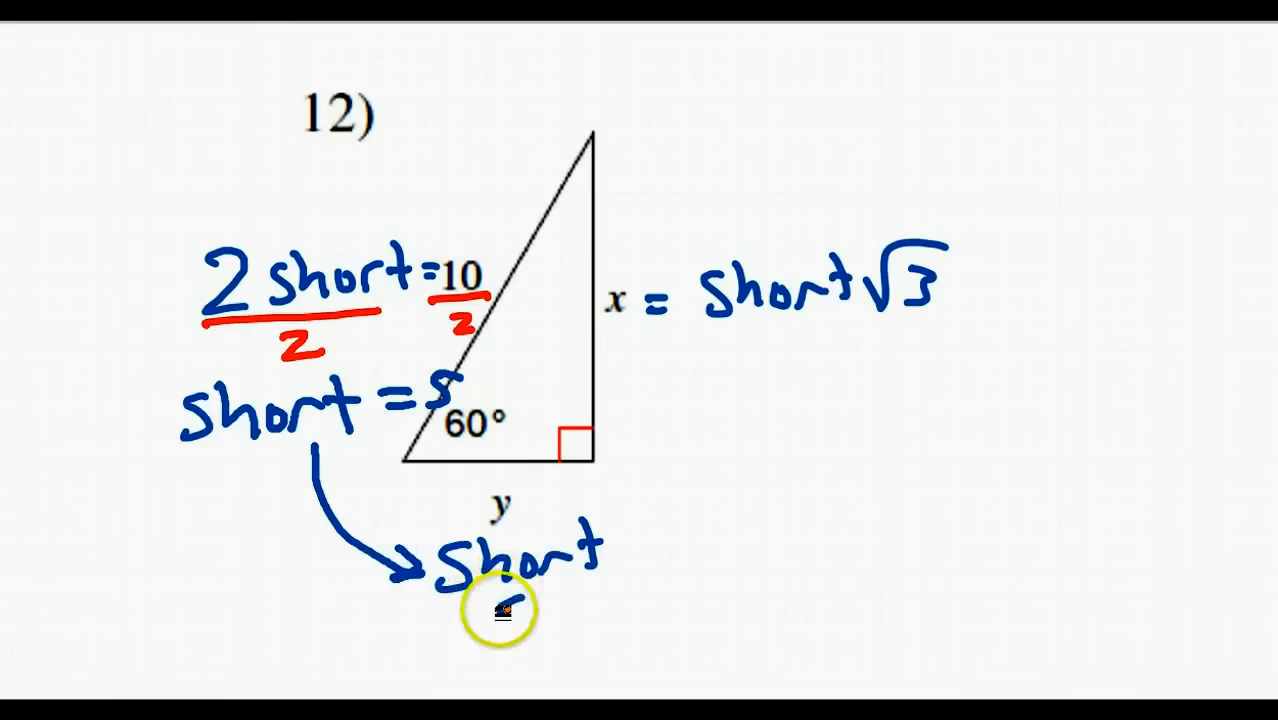 12)
2 short = 10
2 2
x = short √3
short = 5
60°
y
short